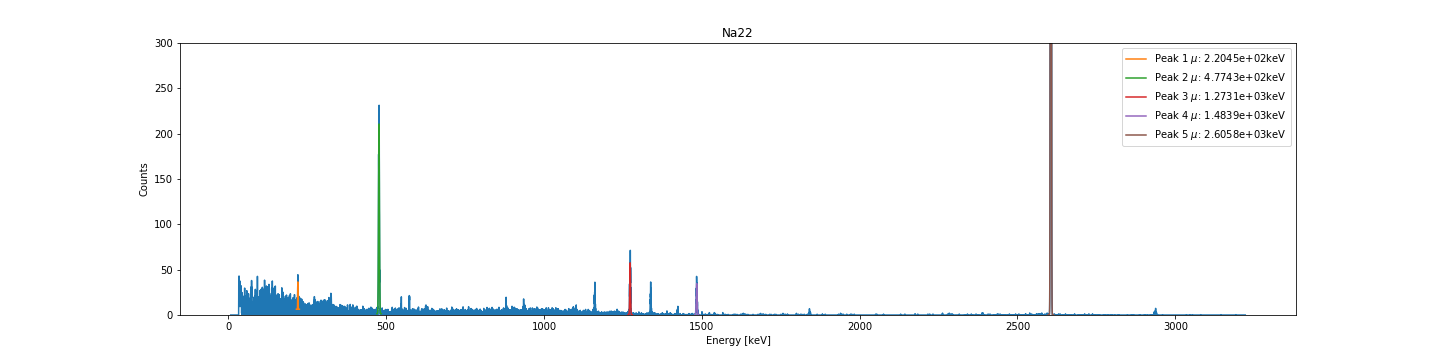 Na22
300
250
200
150
100
50
0
Counts
0
500
1000
1500
2000
2500
3000
Energy [keV]
Peak 1 μ: 2.2045e+02keV
Peak 2 μ: 4.7743e+02keV
Peak 3 μ: 1.2731e+03keV
Peak 4 μ: 1.4839e+03keV
Peak 5 μ: 2.6058e+03keV